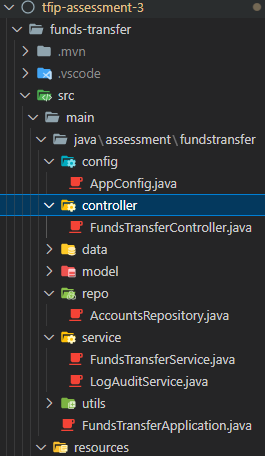 tfip-assessment-3
funds-transfer
.mvn
.vscode
src
main
java\assessment\fundstransfer
config
AppConfig.java
controller
FundsTransferController.java
data
model
repo
AccountsRepository.java
service
FundsTransferService.java
LogAuditService.java
utils
FundsTransferApplication.java
resources